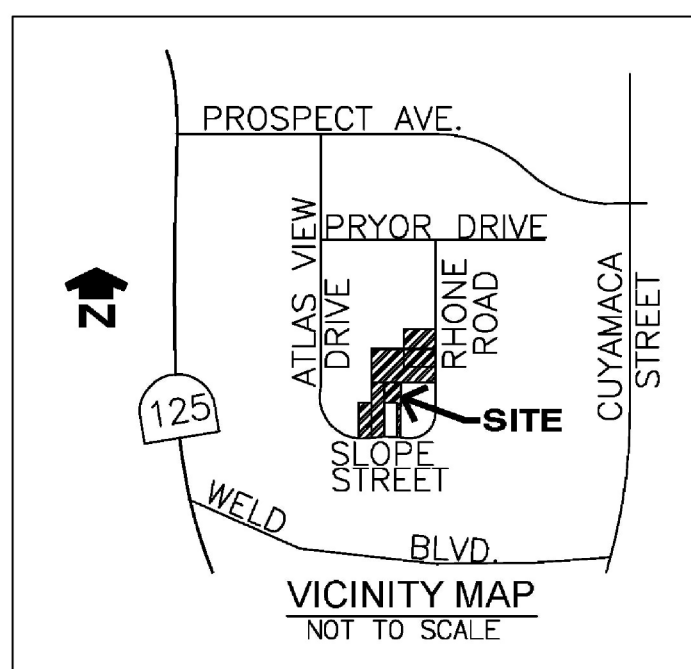 PROSPECT AVE.
PRYOR DRIVE
ATLAS VIEW
DRIVE
RHONE
ROAD
CUYAMACA
STREET
N
125
SITE
SLOPE
STREET
WELD
BLVD.
VICINITY MAP
NOT TO SCALE